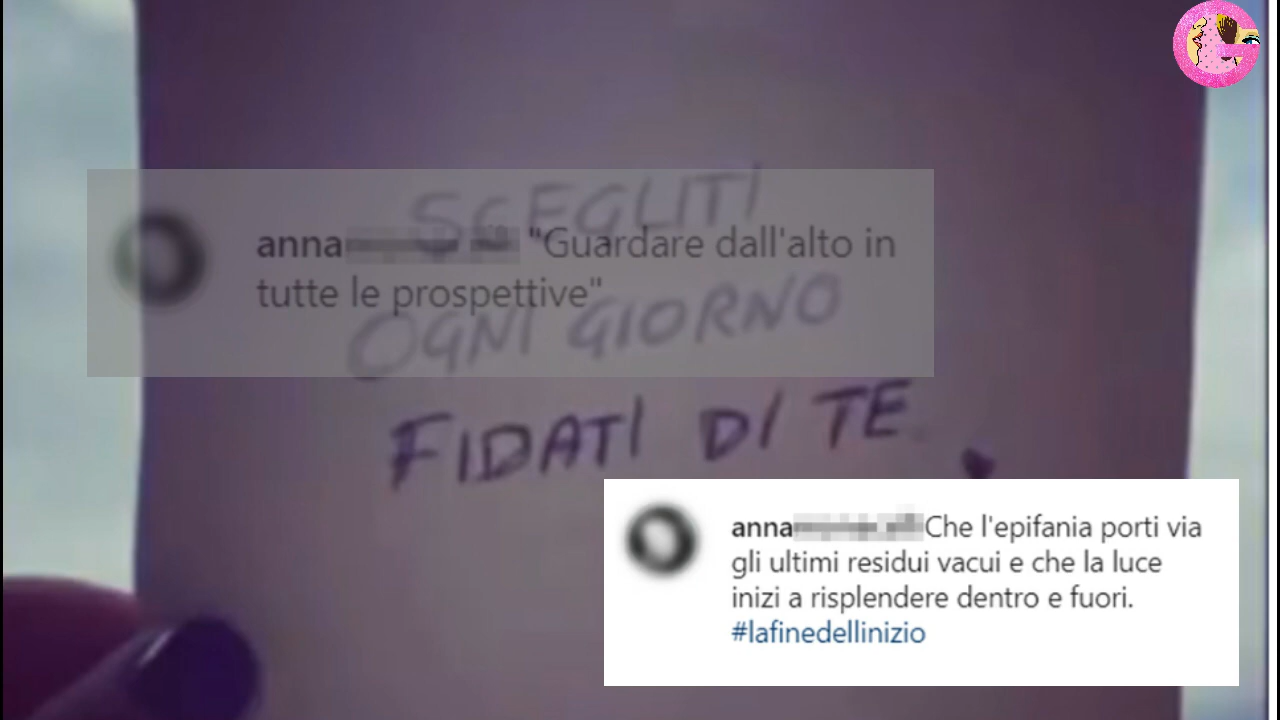 SCEGLITI
anna "Guardare dall'alto in
tutte le prospettive"
OGNI GIORNO
FIDATI DI TE
anna Che l'epifania porti via
gli ultimi residui vacui e che la luce
inizi a risplendere dentro e fuori.
#lafinedellinizio